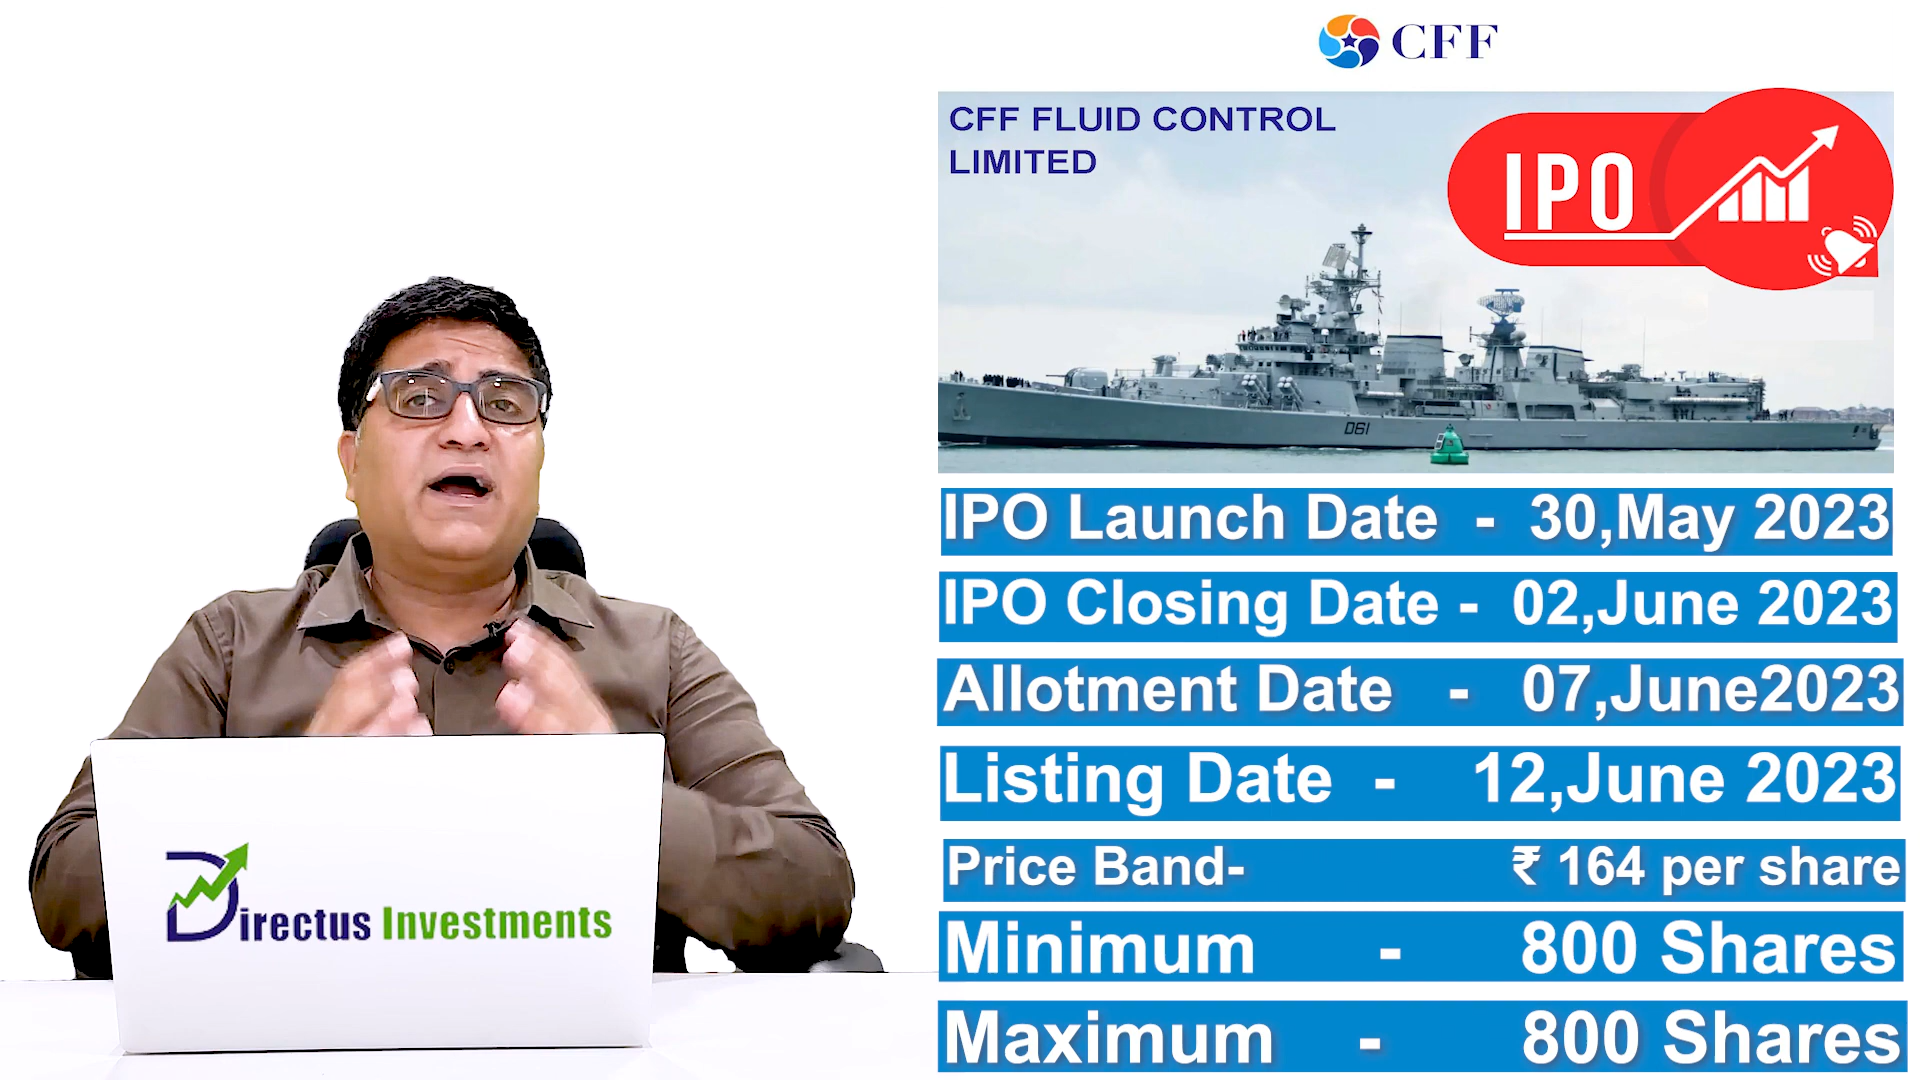 CFF
CFF FLUID CONTROL
LIMITED
IPO
D61
IPO Launch Date - 30,May 2023
IPO Closing Date - 02,June 2023
Allotment Date - 07,June2023
Listing Date - 12,June 2023
Price Band- ₹ 164 per share
Minimum - 800 Shares
Maximum - 800 Shares
Directus Investments